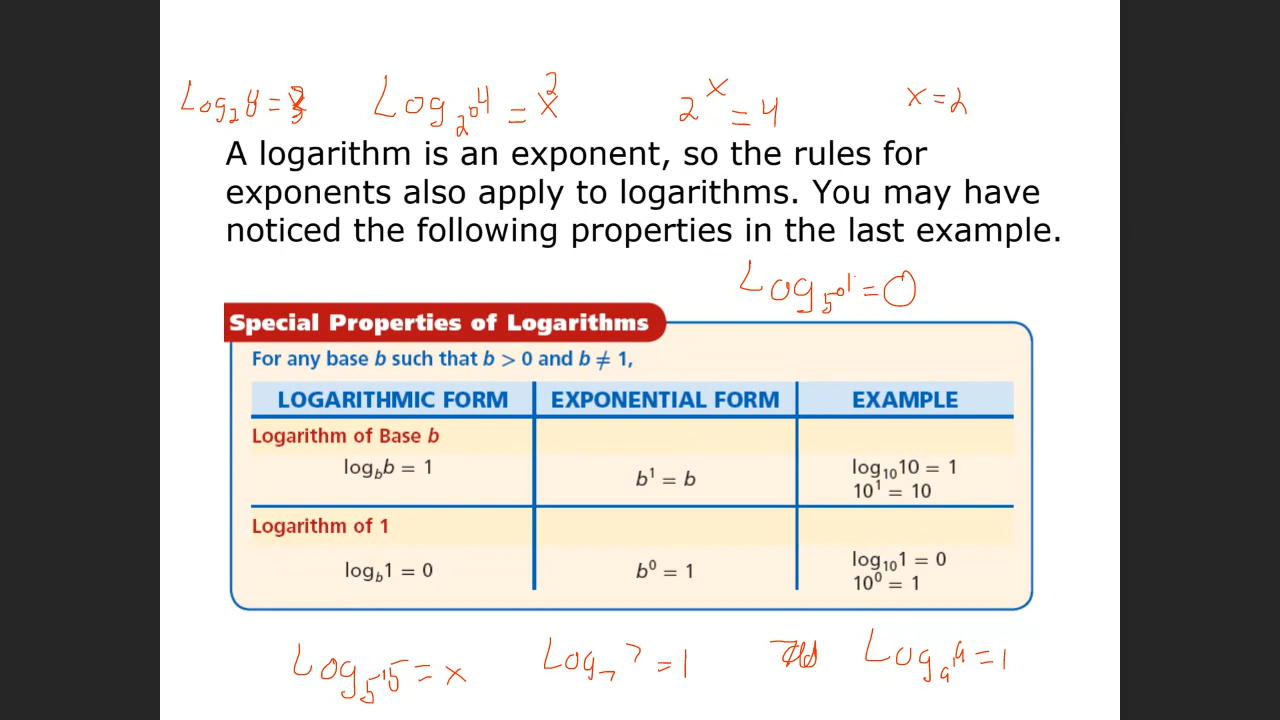 Log₂8 = 3 Log₂4 = x 2 2ˣ = 4 x = 2
A logarithm is an exponent, so the rules for
exponents also apply to logarithms. You may have
noticed the following properties in the last example.
Log₅1 = 0
Special Properties of Logarithms
For any base b such that b > 0 and b ≠ 1,
LOGARITHMIC FORM EXPONENTIAL FORM EXAMPLE
Logarithm of Base b
log_b b = 1 b¹ = b log₁₀10 = 1
10¹ = 10
Logarithm of 1
log_b 1 = 0 b⁰ = 1 log₁₀1 = 0
10⁰ = 1
Log₅5 = x Log₇7 = 1 Log₉9 = 1